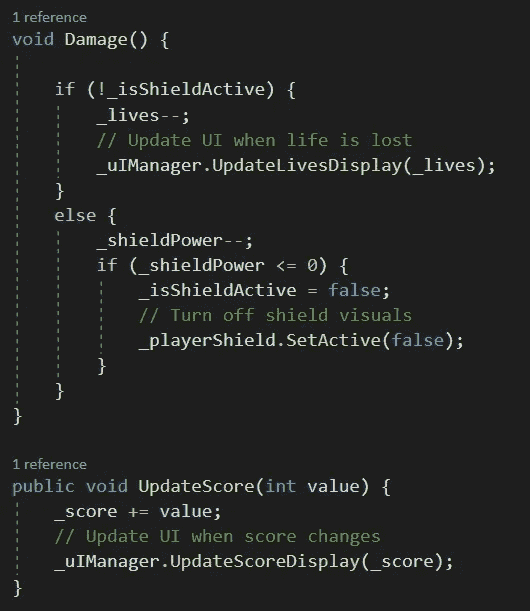 1 reference
void Damage() {
if (!_isShieldActive) {
_lives--;
// Update UI when life is lost
_uIManager.UpdateLivesDisplay(_lives);
}
else {
_shieldPower--;
if (_shieldPower <= 0) {
_isShieldActive = false;
// Turn off shield visuals
_playerShield.SetActive(false);
}
}
}
1 reference
public void UpdateScore(int value) {
_score += value;
// Update UI when score changes
_uIManager.UpdateScoreDisplay(_score);
}